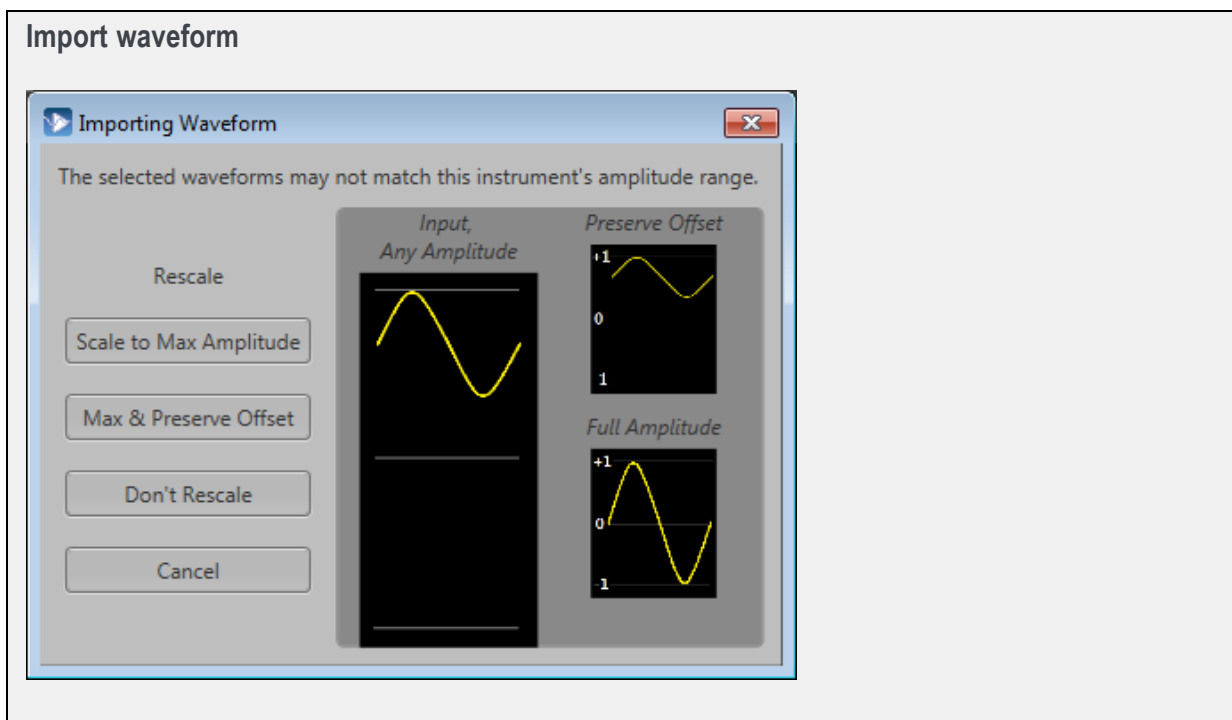 Import waveform
Importing Waveform
The selected waveforms may not match this instrument's amplitude range.
Rescale
Scale to Max Amplitude
Max & Preserve Offset
Don't Rescale
Cancel
Input,
Any Amplitude
Preserve Offset
+1
0
1
Full Amplitude
+1
0
-1